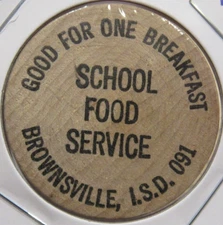 GOOD FOR ONE BREAKFAST
SCHOOL
FOOD
SERVICE
BROWNSVILLE, I.S.D. 091